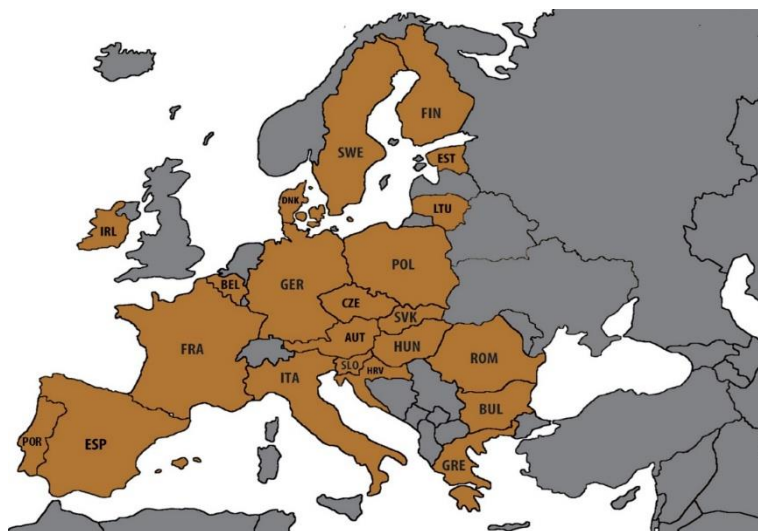 FIN
SWE
EST
DNK
LTU
IRL
POL
BEL
GER
CZE
SVK
AUT
HUN
FRA
ROM
SLO
HRV
ITA
BUL
POR
ESP
GRE